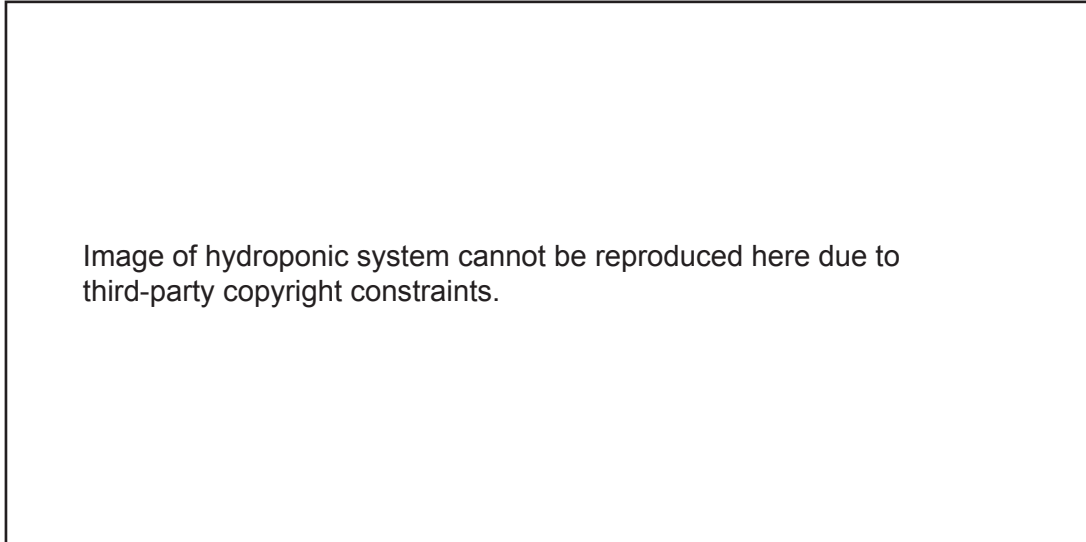 Image of hydroponic system cannot be reproduced here due to
third-party copyright constraints.